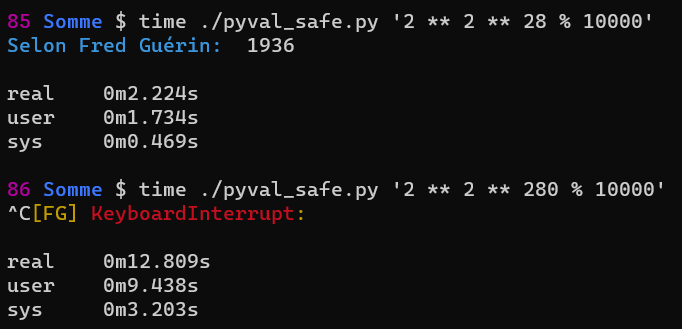 85 Somme $ time ./pyval_safe.py '2 ** 2 ** 28 % 10000'
Selon Fred Guérin:  1936

real    0m2.224s
user    0m1.734s
sys     0m0.469s

86 Somme $ time ./pyval_safe.py '2 ** 2 ** 280 % 10000'
^C[FG] KeyboardInterrupt:

real    0m12.809s
user    0m9.438s
sys     0m3.203s